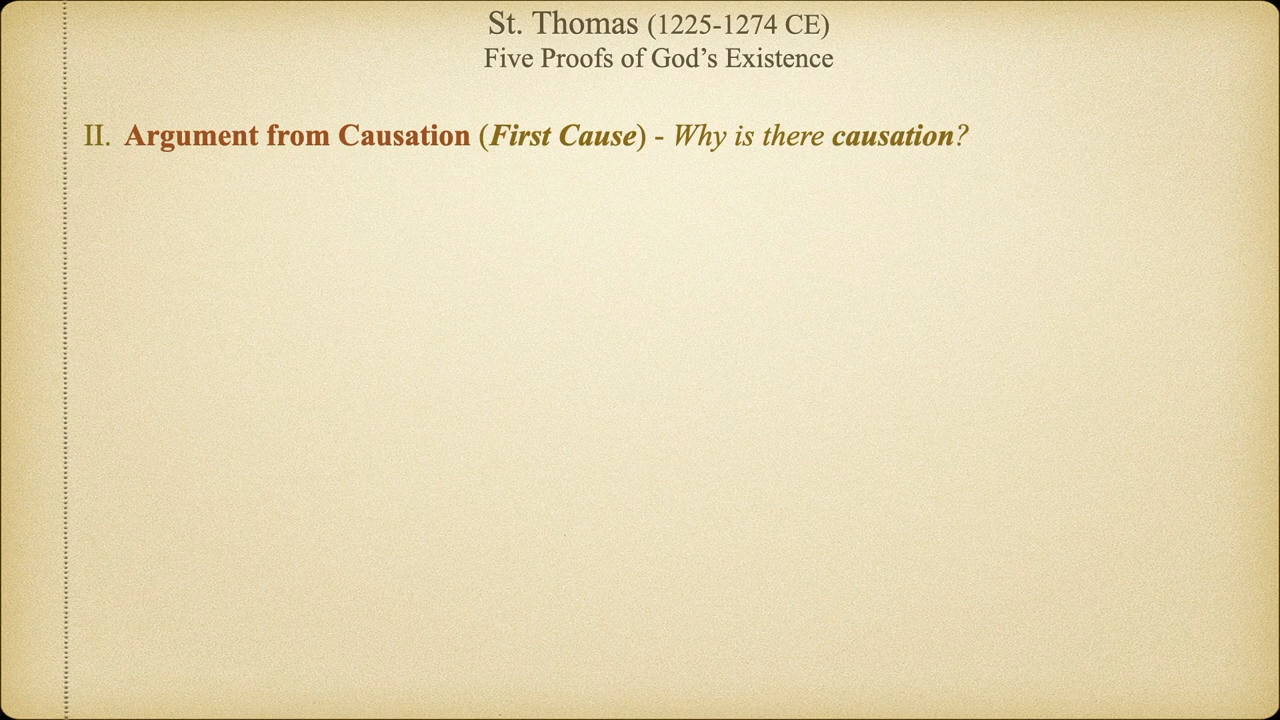 St. Thomas (1225-1274 CE)
Five Proofs of God’s Existence
II. Argument from Causation (First Cause) - Why is there causation?